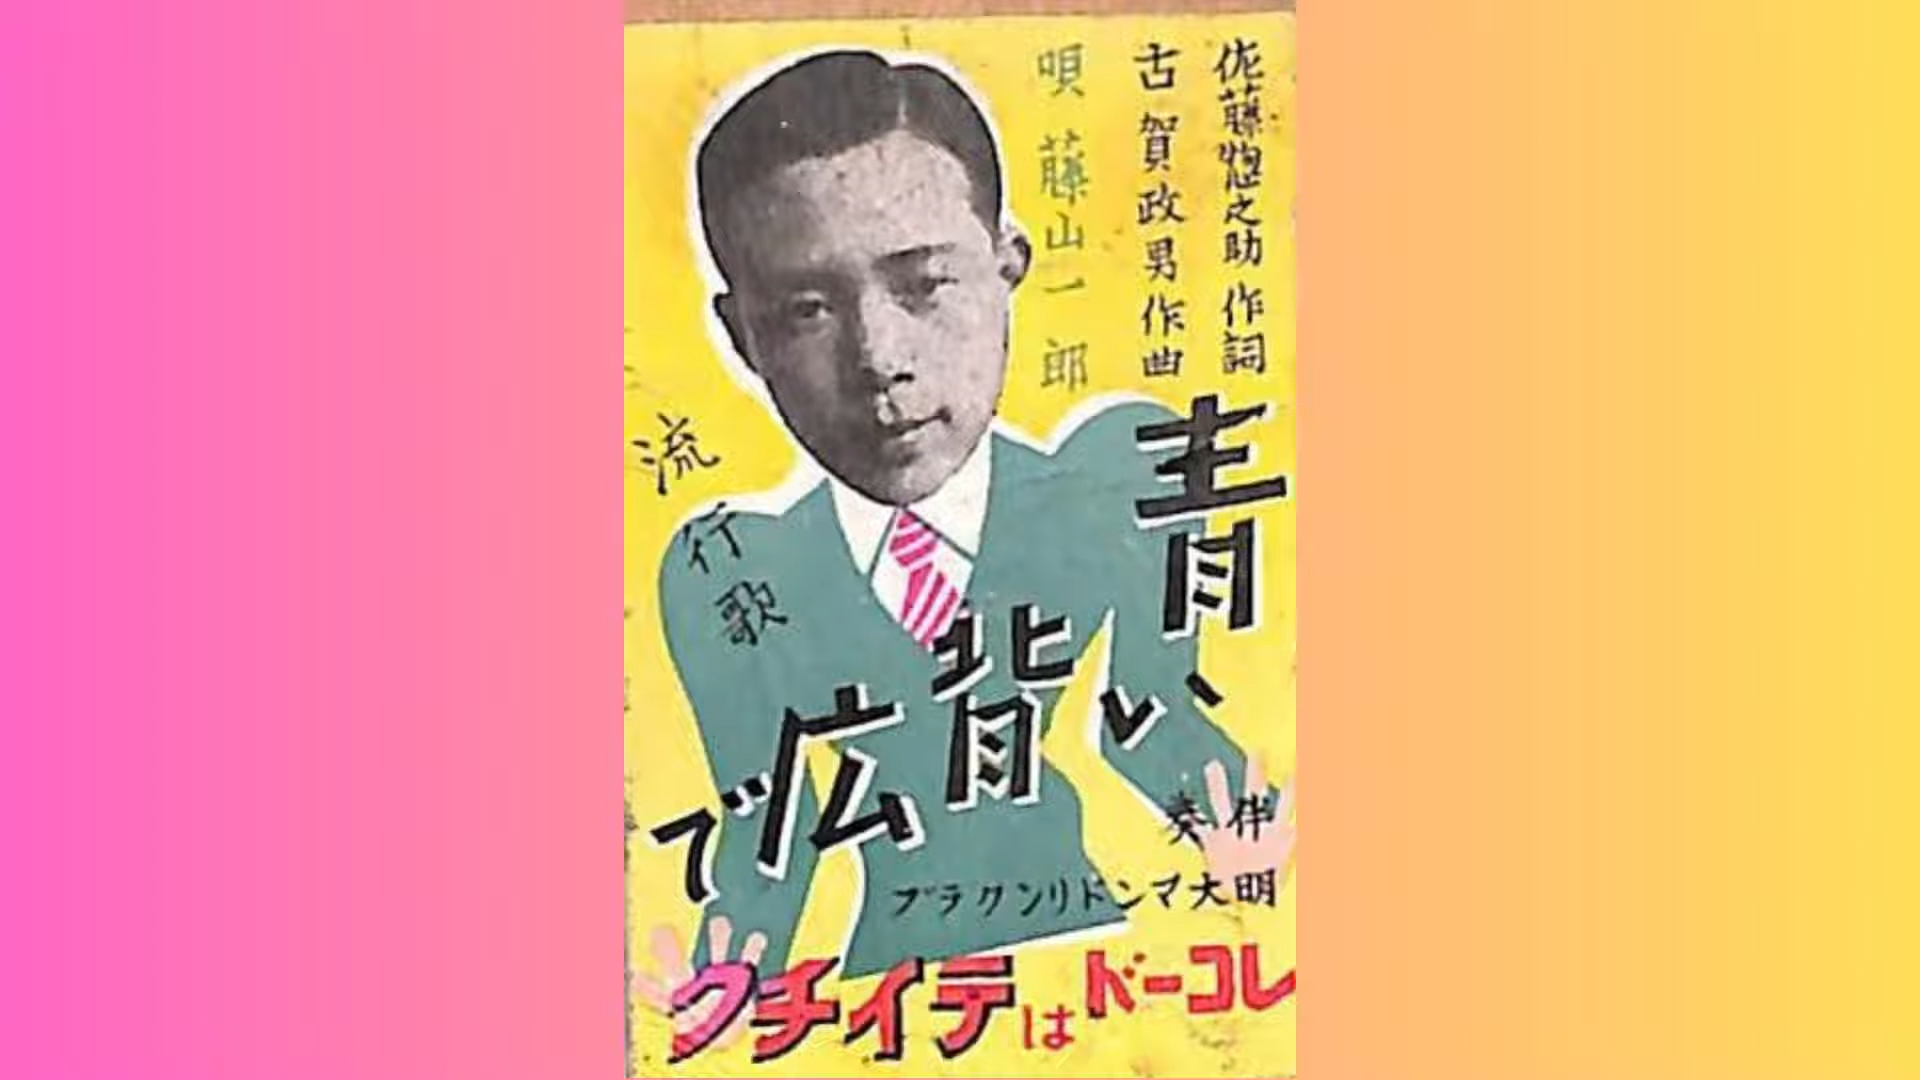 佐藤惣之助 作詞
古賀政男作曲
唄 藤山一郎
青い背広で
流行歌
伴奏
明大マンドリンクラブ
レコードはテイチク